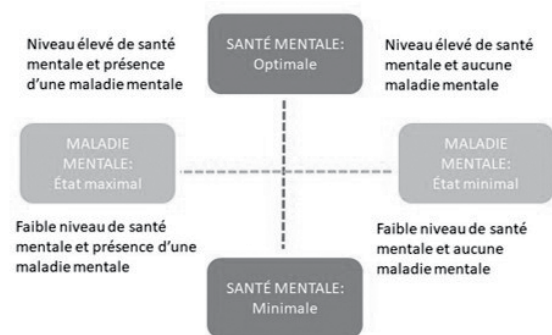 Niveau élevé de santé
mentale et présence
d'une maladie mentale
SANTÉ MENTALE:
Optimale
Niveau élevé de santé
mentale et aucune
maladie mentale
MALADIE
MENTALE:
État maximal
MALADIE
MENTALE:
État minimal
Faible niveau de santé
mentale et présence d'une
maladie mentale
Faible niveau de santé
mentale et aucune
maladie mentale
SANTÉ MENTALE:
Minimale